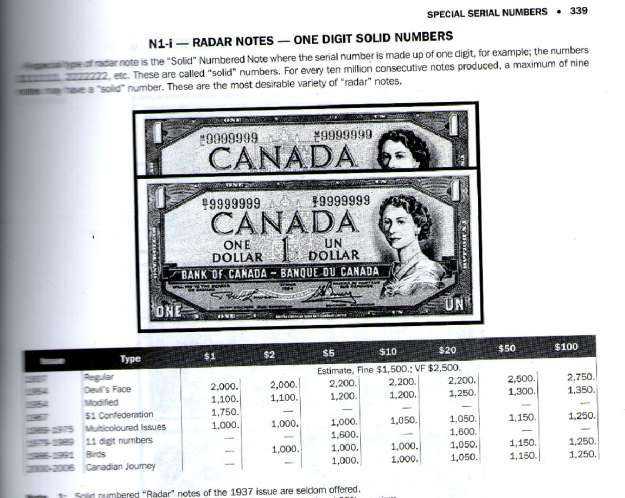 SPECIAL SERIAL NUMBERS • 339
N1-i — RADAR NOTES — ONE DIGIT SOLID NUMBERS
type of radar note is the "Solid" Numbered Note where the serial number is made up of one digit, for example; the numbers
2222222, etc. These are called "solid" numbers. For every ten million consecutive notes produced, a maximum of nine
may have a "solid" number. These are the most desirable variety of "radar" notes.
9999999 9999999
CANADA
9999999 9999999
CANADA
ONE DOLLAR 1 UN DOLLAR
BANK OF CANADA – BANQUE DU CANADA
ONE UN
Type $1 $2 $5 $10 $20 $50 $100
Regular Estimate, Fine $1,500.; VF $2,500.
Devil's Face 2,000. 2,000. 2,200. 2,200. 2,200. 2,500. 2,750.
Modified 1,100. 1,100. 1,200. 1,200. 1,250. 1,300. 1,350.
$1 Confederation 1,750. — — — — — —
Multicoloured Issues 1,000. 1,000. 1,000. 1,050. 1,050. 1,150. 1,250.
11 digit numbers — — 1,600. — 1,600. — —
Birds — 1,000. 1,000. 1,000. 1,050. 1,150. 1,250.
2000-2006 Canadian Journey — — 1,000. 1,000. 1,050. 1,150. 1,250.
Solid numbered "Radar" notes of the 1937 issue are seldom offered.